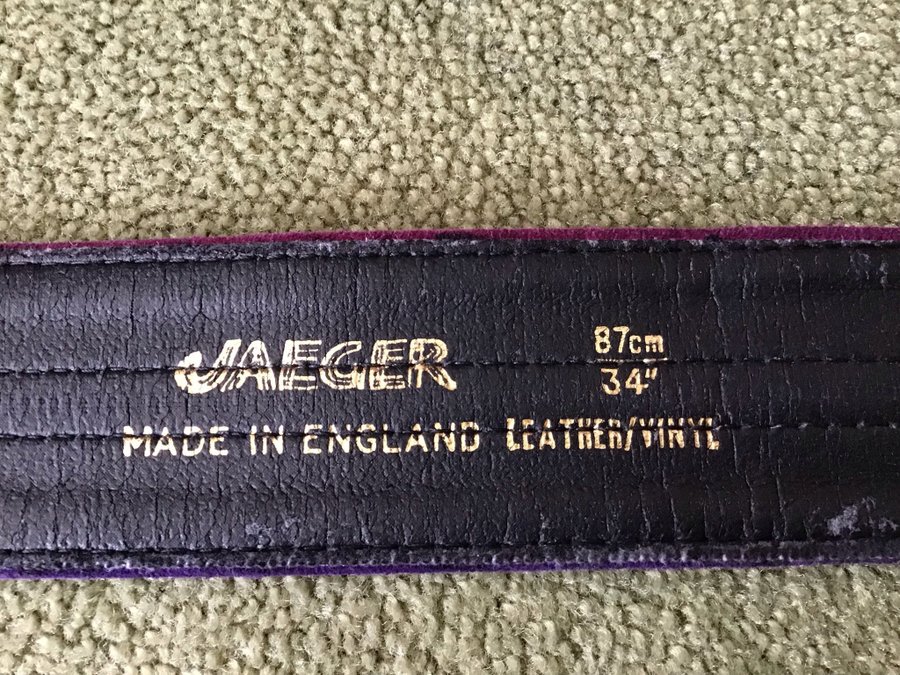 JAEGER
87cm
34"
MADE IN ENGLAND LEATHER/VINYL